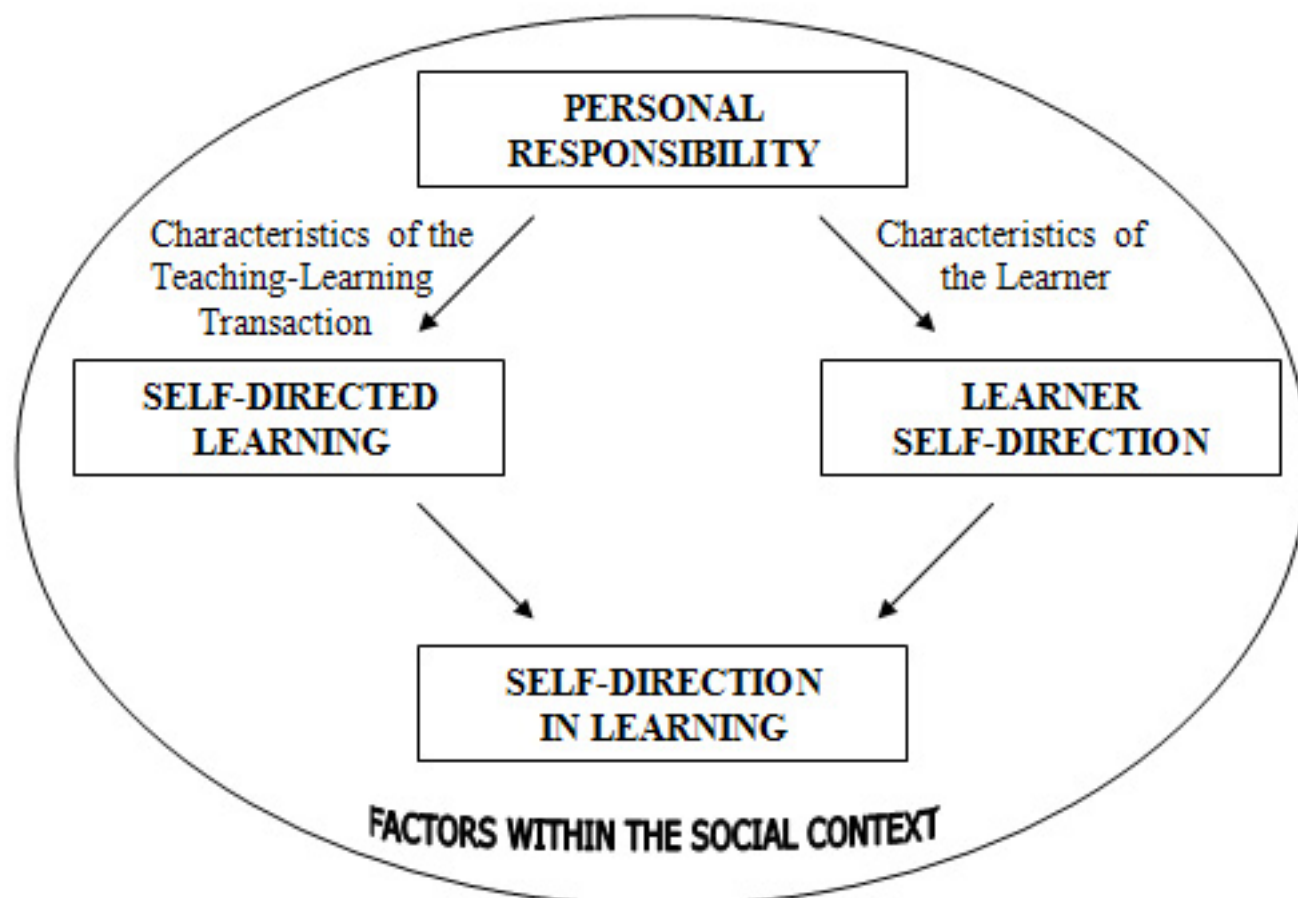 PERSONAL
RESPONSIBILITY
Characteristics of the
Teaching-Learning
Transaction
Characteristics of
the Learner
SELF-DIRECTED
LEARNING
LEARNER
SELF-DIRECTION
SELF-DIRECTION
IN LEARNING
FACTORS WITHIN THE SOCIAL CONTEXT